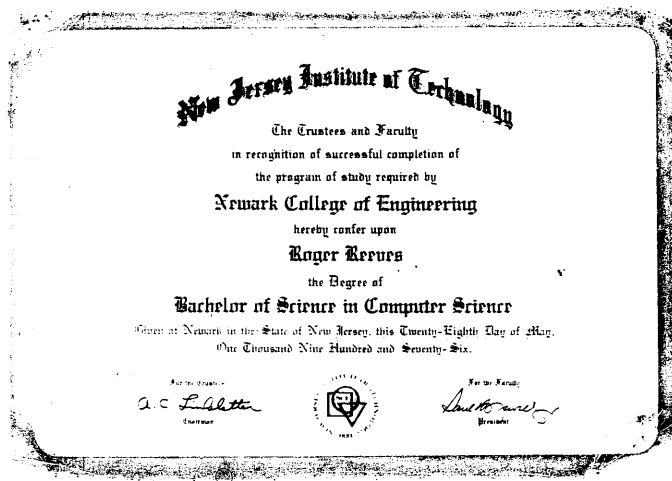 New Jersey Institute of Technology
The Trustees and Faculty
in recognition of successful completion of
the program of study required by
Newark College of Engineering
hereby confer upon
Roger Reeves
the Degree of
Bachelor of Science in Computer Science
Given at Newark in the State of New Jersey, this Twenty-Eighth Day of May,
One Thousand Nine Hundred and Seventy-Six.
For the Trustees
For the Faculty
A. C.
Chairman
President
1881